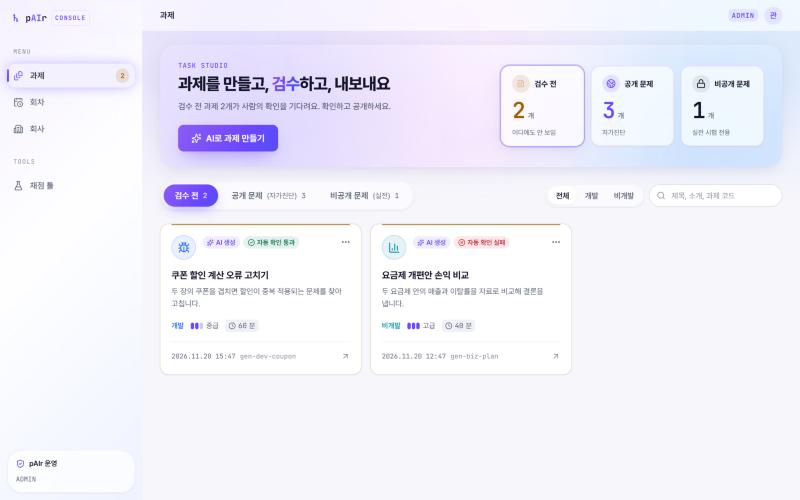 pAIr CONSOLE
MENU
과제 2
회차
회사
TOOLS
채점 툴
pAIr 운영
ADMIN
과제
ADMIN 관
TASK STUDIO
과제를 만들고, 검수하고, 내보내요
검수 전 과제 2개가 사람의 확인을 기다려요. 확인하고 공개하세요.
AI로 과제 만들기
검수 전
2 개
어디에도 안 보임
공개 문제
3 개
자가진단
비공개 문제
1 개
실전 시험 전용
검수 전 2 공개 문제 (자가진단) 3 비공개 문제 (실전) 1
전체 개발 비개발 제목, 소개, 과제 코드
AI 생성 자동 확인 통과
쿠폰 할인 계산 오류 고치기
두 장의 쿠폰을 겹치면 할인이 중복 적용되는 문제를 찾아
고칩니다.
개발 중급 60 분
2026.11.20 15:47 gen-dev-coupon
AI 생성 자동 확인 실패
요금제 개편안 손익 비교
두 요금제 안의 매출과 이탈률을 자료로 비교해 결론을
냅니다.
비개발 고급 40 분
2026.11.20 12:47 gen-biz-plan